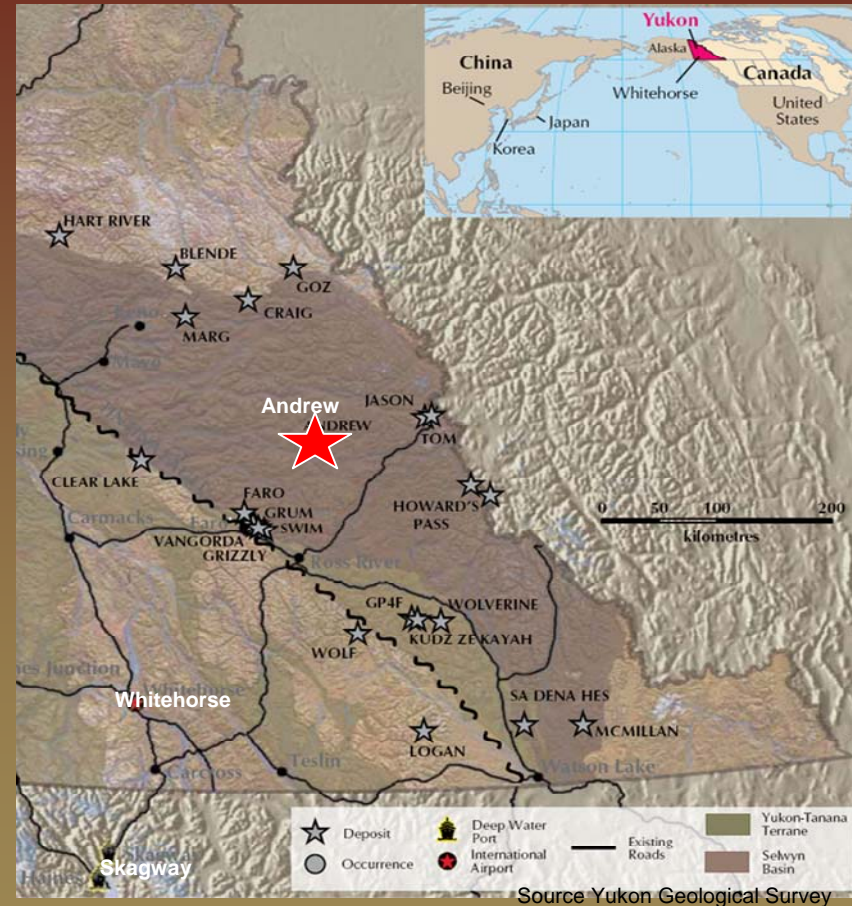 Yukon
Alaska
China
Canada
Beijing
Whitehorse
United
States
Japan
Korea
HART RIVER
BLENDE
GOZ
CRAIG
MARG
Keno
Mayo
Andrew
ANDREW
JASON
TOM
CLEAR LAKE
FARO
HOWARD'S
PASS
0 50 100 200
kilometres
GRUM
Faro
SWIM
Carmacks
VANGORDA
GRIZZLY
Ross River
GP4F
WOLVERINE
KUDZ ZE KAYAH
WOLF
Junction
Whitehorse
SA DENA HES
MCMILLAN
LOGAN
Teslin
Watson Lake
Carcross
Skagway
Haines
Deposit
Deep Water
Port
Existing
Roads
Yukon-Tanana
Terrane
Occurrence
International
Airport
Selwyn
Basin
Source Yukon Geological Survey